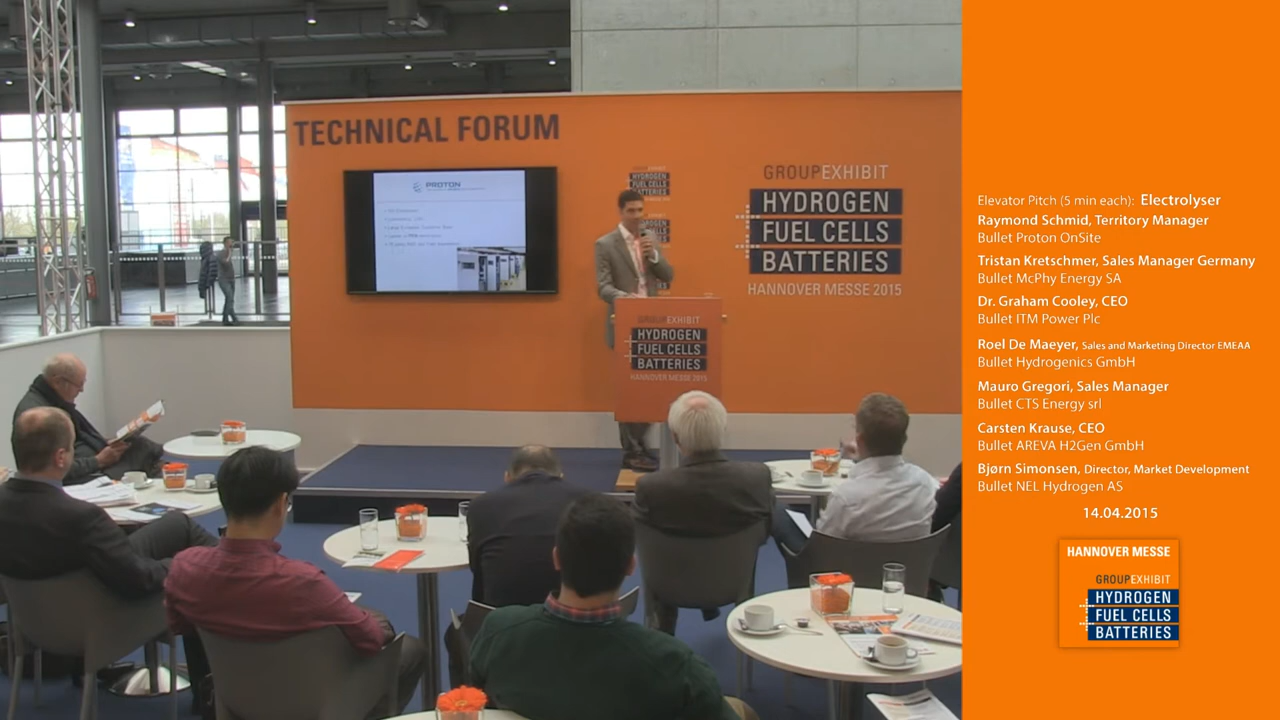 TECHNICAL FORUM
PROTON
GROUPEXHIBIT
HYDROGEN
FUEL CELLS
BATTERIES
HANNOVER MESSE 2015
HYDROGEN
FUEL CELLS
BATTERIES
GROUPEXHIBIT
HYDROGEN
FUEL CELLS
BATTERIES
HANNOVER MESSE 2015
Elevator Pitch (5 min each): Electrolyser
Raymond Schmid, Territory Manager
Bullet Proton OnSite
Tristan Kretschmer, Sales Manager Germany
Bullet McPhy Energy SA
Dr. Graham Cooley, CEO
Bullet ITM Power Plc
Roel De Maeyer, Sales and Marketing Director EMEAA
Bullet Hydrogenics GmbH
Mauro Gregori, Sales Manager
Bullet CTS Energy srl
Carsten Krause, CEO
Bullet AREVA H2Gen GmbH
Bjørn Simonsen, Director, Market Development
Bullet NEL Hydrogen AS
14.04.2015
HANNOVER MESSE
GROUPEXHIBIT
HYDROGEN
FUEL CELLS
BATTERIES